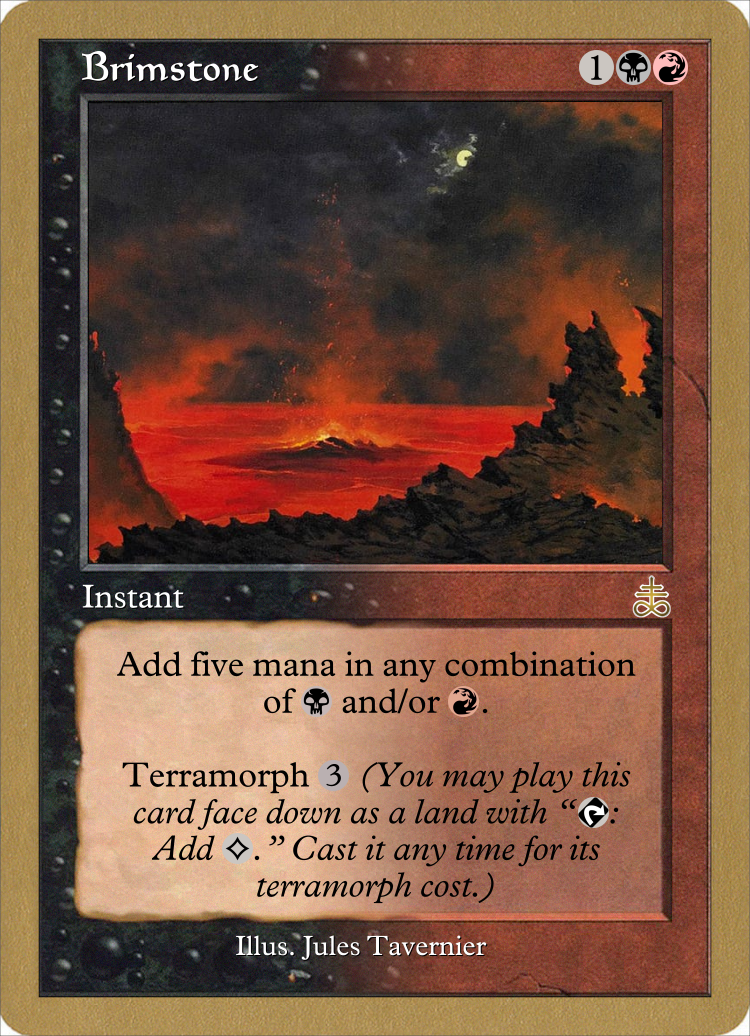 Brimstone 1
Instant
Add five mana in any combination
of and/or .
Terramorph 3 (You may play this
card face down as a land with “ :
Add .” Cast it any time for its
terramorph cost.)
Illus. Jules Tavernier